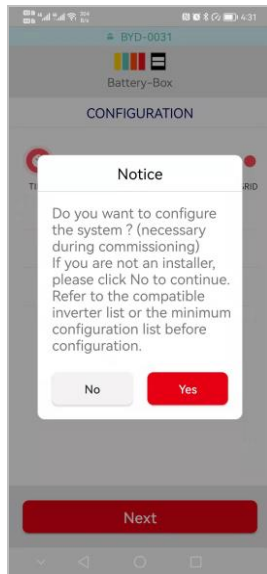 4:31
BYD-0031
Battery-Box
CONFIGURATION
Notice
Do you want to configure
the system ? (necessary
during commissioning)
If you are not an installer,
please click No to continue.
Refer to the compatible
inverter list or the minimum
configuration list before
configuration.
No
Yes
Next